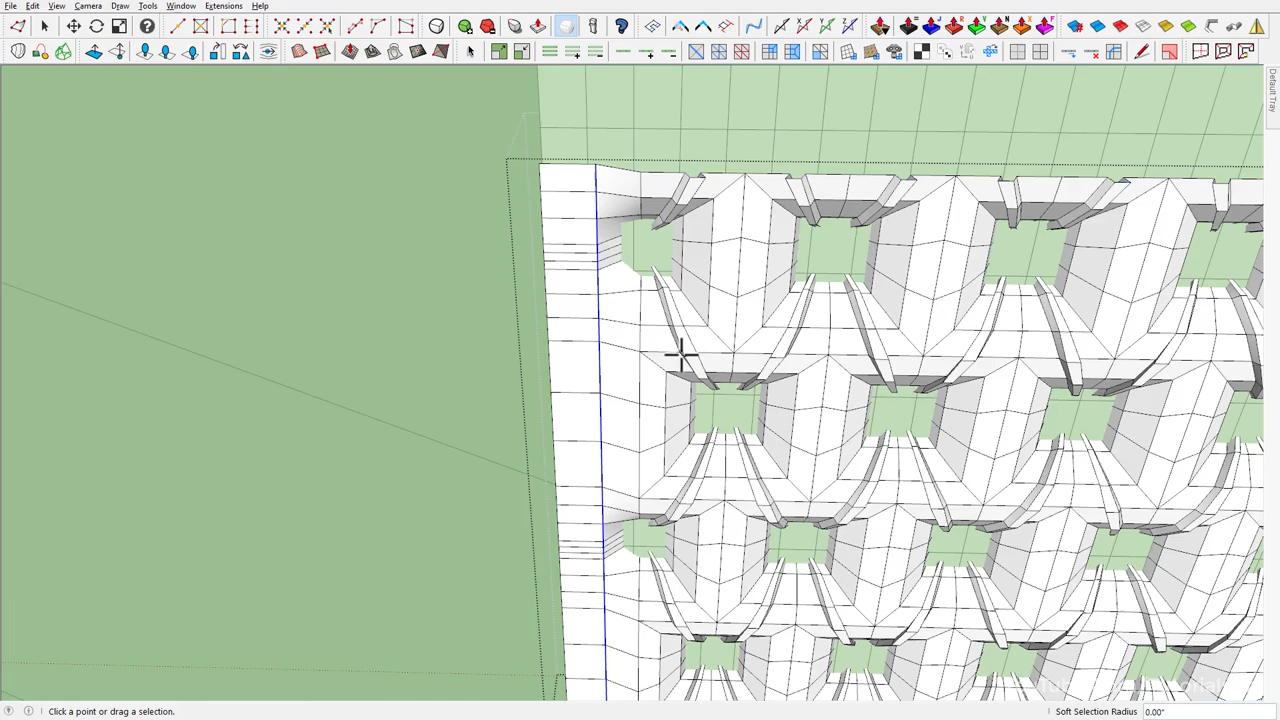 File Edit View Camera Draw Tools Window Extensions Help
Default Tray
Click a point or drag a selection.
Soft Selection Radius 0.00"